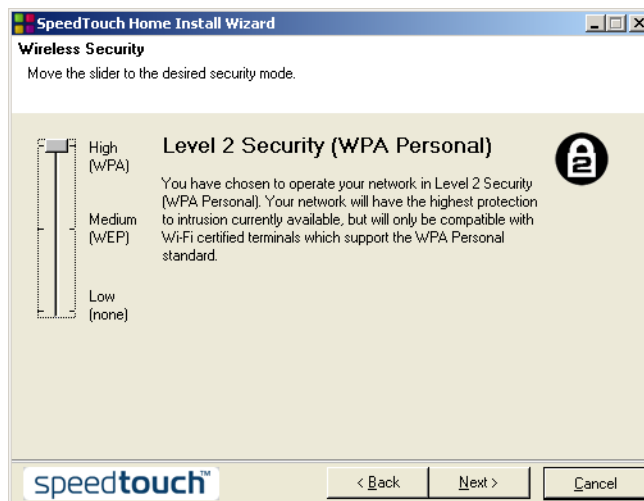 SpeedTouch Home Install Wizard
Wireless Security
Move the slider to the desired security mode.
High
(WPA)
Medium
(WEP)
Low
(none)
Level 2 Security (WPA Personal)
2
You have chosen to operate your network in Level 2 Security
(WPA Personal). Your network will have the highest protection
to intrusion currently available, but will only be compatible with
Wi-Fi certified terminals which support the WPA Personal
standard.
speedtouch™
< Back
Next >
Cancel